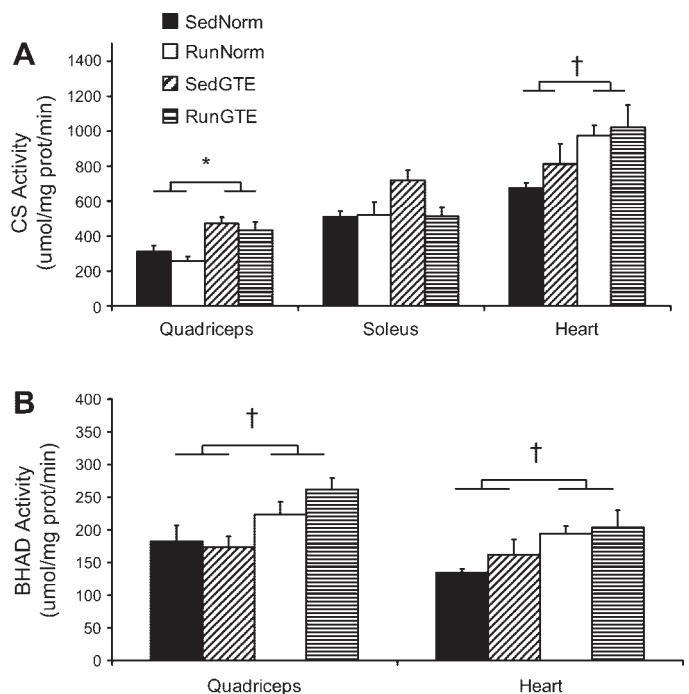 SedNorm
RunNorm
SedGTE
RunGTE
A
CS Activity
(umol/mg prot/min)
1400
1200
1000
800
600
400
200
0
*
†
Quadriceps
Soleus
Heart
B
BHAD Activity
(umol/mg prot/min)
400
350
300
250
200
150
100
50
0
†
†
Quadriceps
Heart